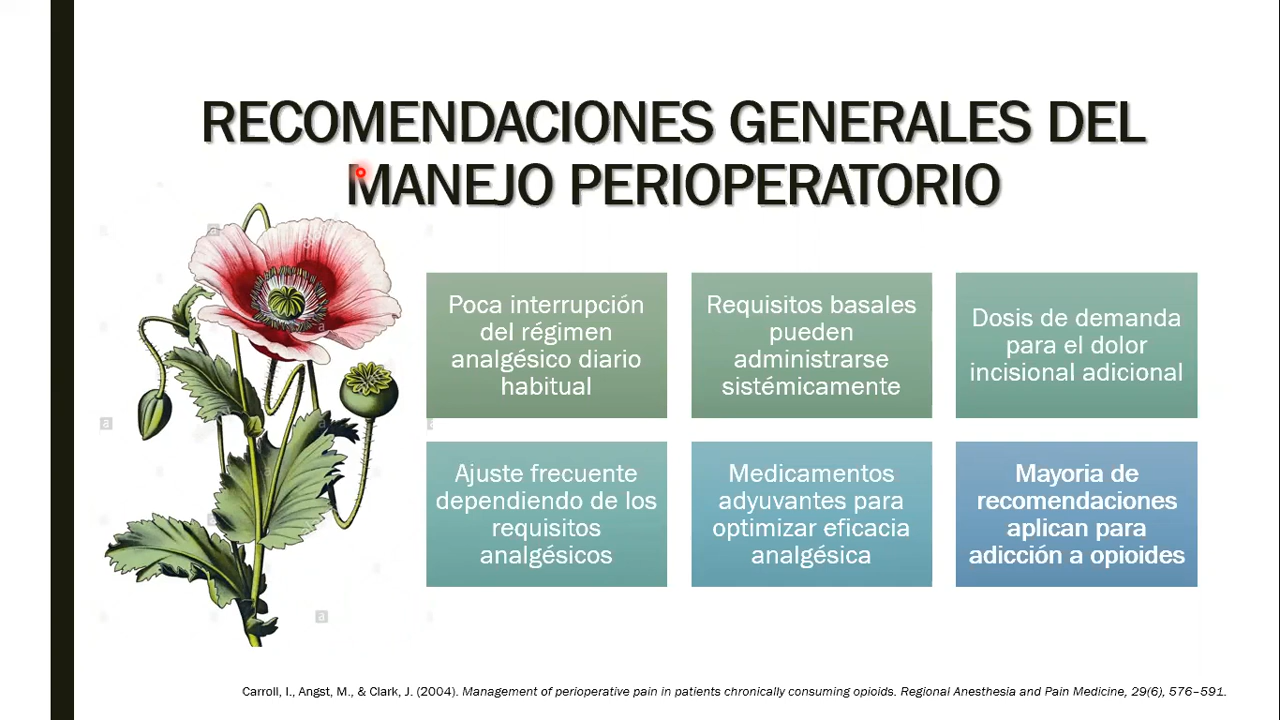 RECOMENDACIONES GENERALES DEL
MANEJO PERIOPERATORIO
Poca interrupción
del régimen
analgésico diario
habitual
Requisitos basales
pueden
administrarse
sistémicamente
Dosis de demanda
para el dolor
incisional adicional
Ajuste frecuente
dependiendo de los
requisitos
analgésicos
Medicamentos
adyuvantes para
optimizar eficacia
analgésica
Mayoria de
recomendaciones
aplican para
adicción a opioides
Carroll, I., Angst, M., & Clark, J. (2004). Management of perioperative pain in patients chronically consuming opioids. Regional Anesthesia and Pain Medicine, 29(6), 576–591.